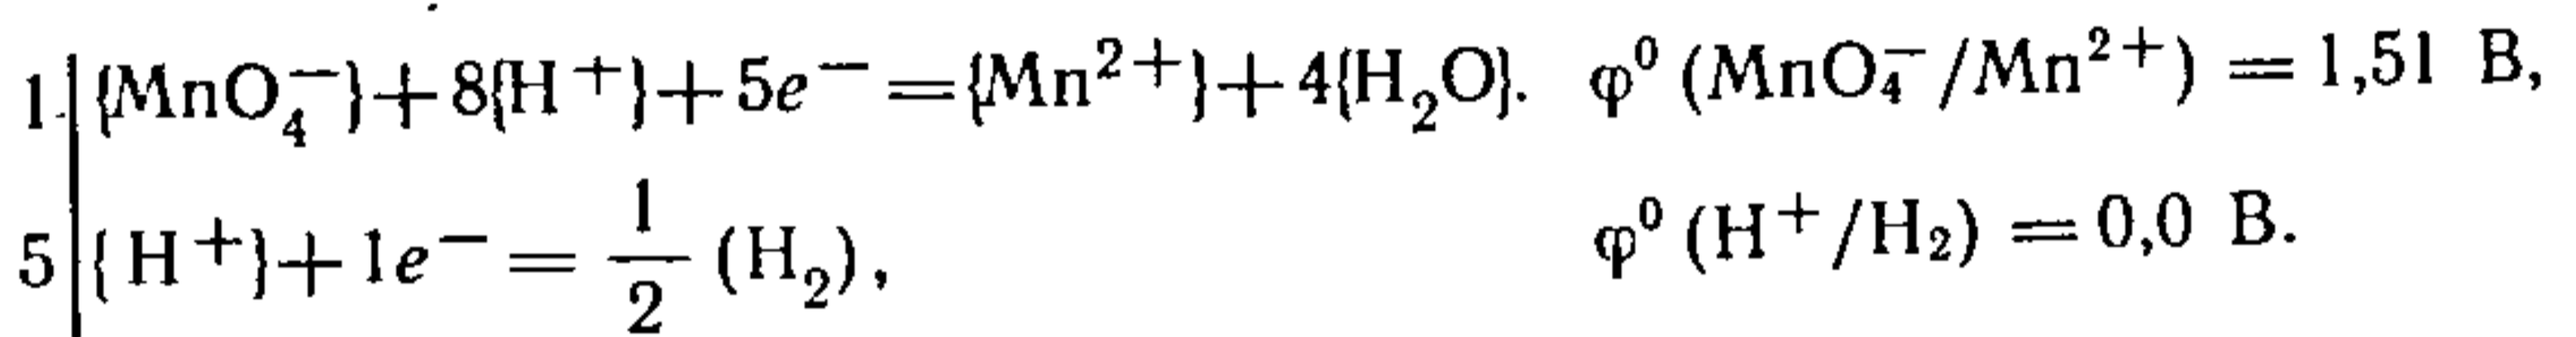 1 | {MnO₄⁻}+8{H⁺}+5e⁻={Mn²⁺}+4{H₂O}. φ⁰ (MnO₄⁻/Mn²⁺)=1,51 В,
5 | {H⁺}+1e⁻= 1/2 (H₂), φ⁰ (H⁺/H₂)=0,0 В.